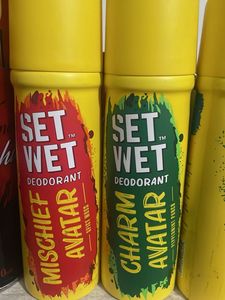 SET
WET
DEODORANT
MISCHIEF
AVATAR
SET
WET
DEODORANT
CHARM
AVATAR